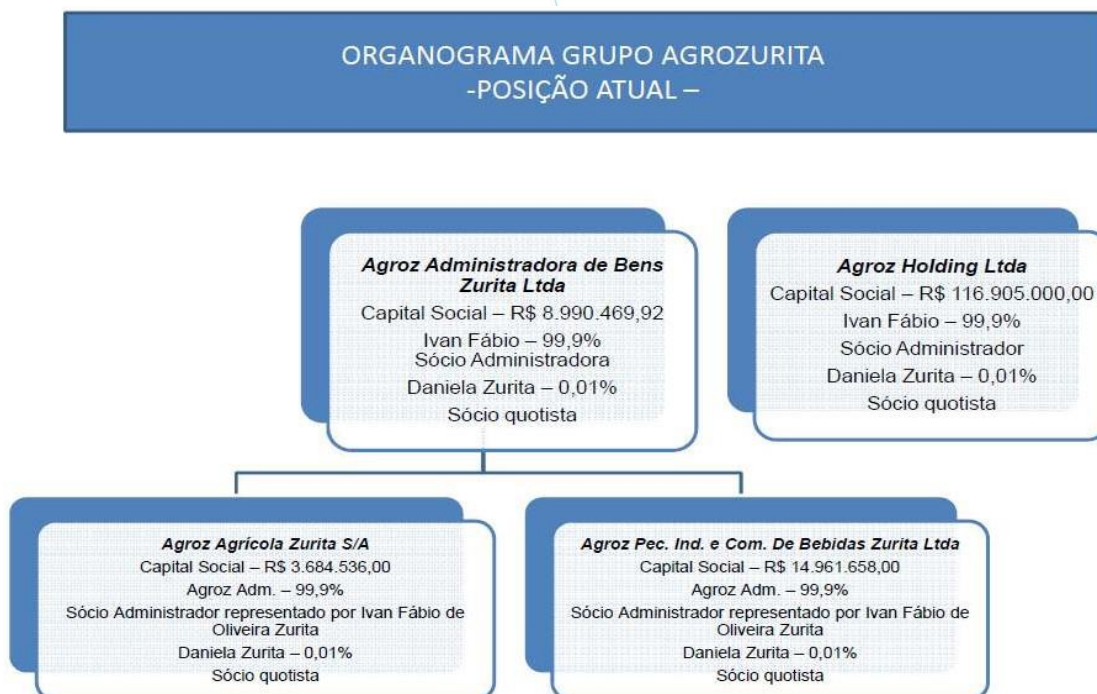 ORGANOGRAMA GRUPO AGROZURITA
-POSIÇÃO ATUAL –
Agroz Administradora de Bens
Zurita Ltda
Capital Social – R$ 8.990.469,92
Ivan Fábio – 99,9%
Sócio Administradora
Daniela Zurita – 0,01%
Sócio quotista
Agroz Holding Ltda
Capital Social – R$ 116.905.000,00
Ivan Fábio – 99,9%
Sócio Administrador
Daniela Zurita – 0,01%
Sócio quotista
Agroz Agrícola Zurita S/A
Capital Social – R$ 3.684.536,00
Agroz Adm. – 99,9%
Sócio Administrador representado por Ivan Fábio de
Oliveira Zurita
Daniela Zurita – 0,01%
Sócio quotista
Agroz Pec. Ind. e Com. De Bebidas Zurita Ltda
Capital Social – R$ 14.961.658,00
Agroz Adm. – 99,9%
Sócio Administrador representado por Ivan Fábio de
Oliveira Zurita
Daniela Zurita – 0,01%
Sócio quotista